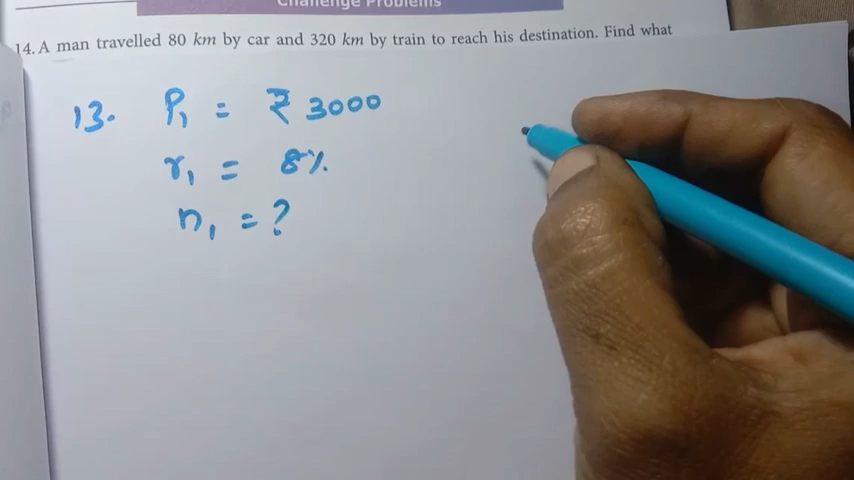 Challenge Problems
14. A man travelled 80 km by car and 320 km by train to reach his destination. Find what
13. P₁ = ₹ 3000
r₁ = 8%
n₁ = ?